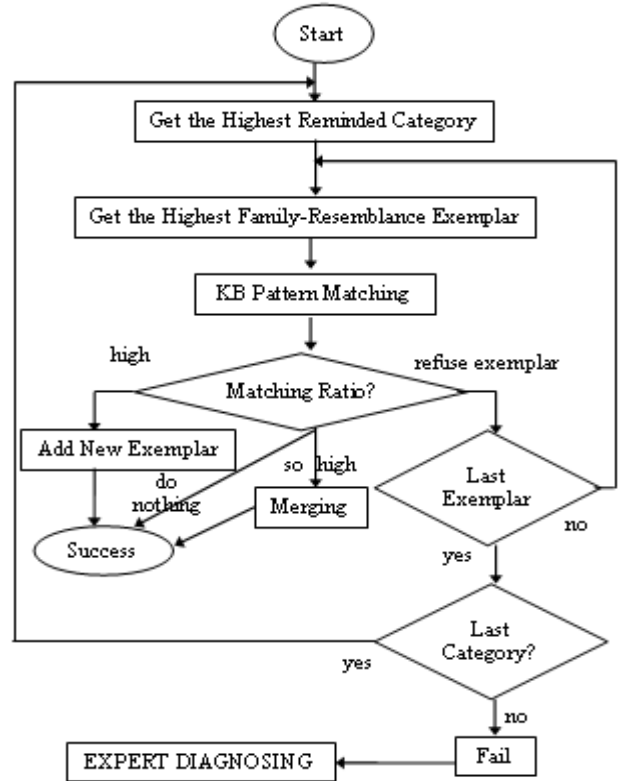 Start
Get the Highest Reminded Category
Get the Highest Family-Resemblance Exemplar
KB Pattern Matching
high
refuse exemplar
Matching Ratio?
Add New Exemplar
do
nothing
so high
Merging
Last
Exemplar
no
Success
yes
Last
Category?
yes
no
Fail
EXPERT DIAGNOSING